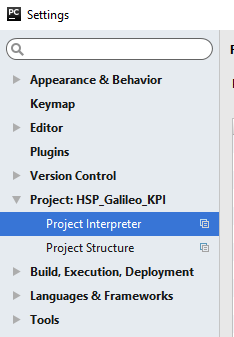 PC Settings
Appearance & Behavior
Keymap
Editor
Plugins
Version Control
Project: HSP_Galileo_KPI
Project Interpreter
Project Structure
Build, Execution, Deployment
Languages & Frameworks
Tools